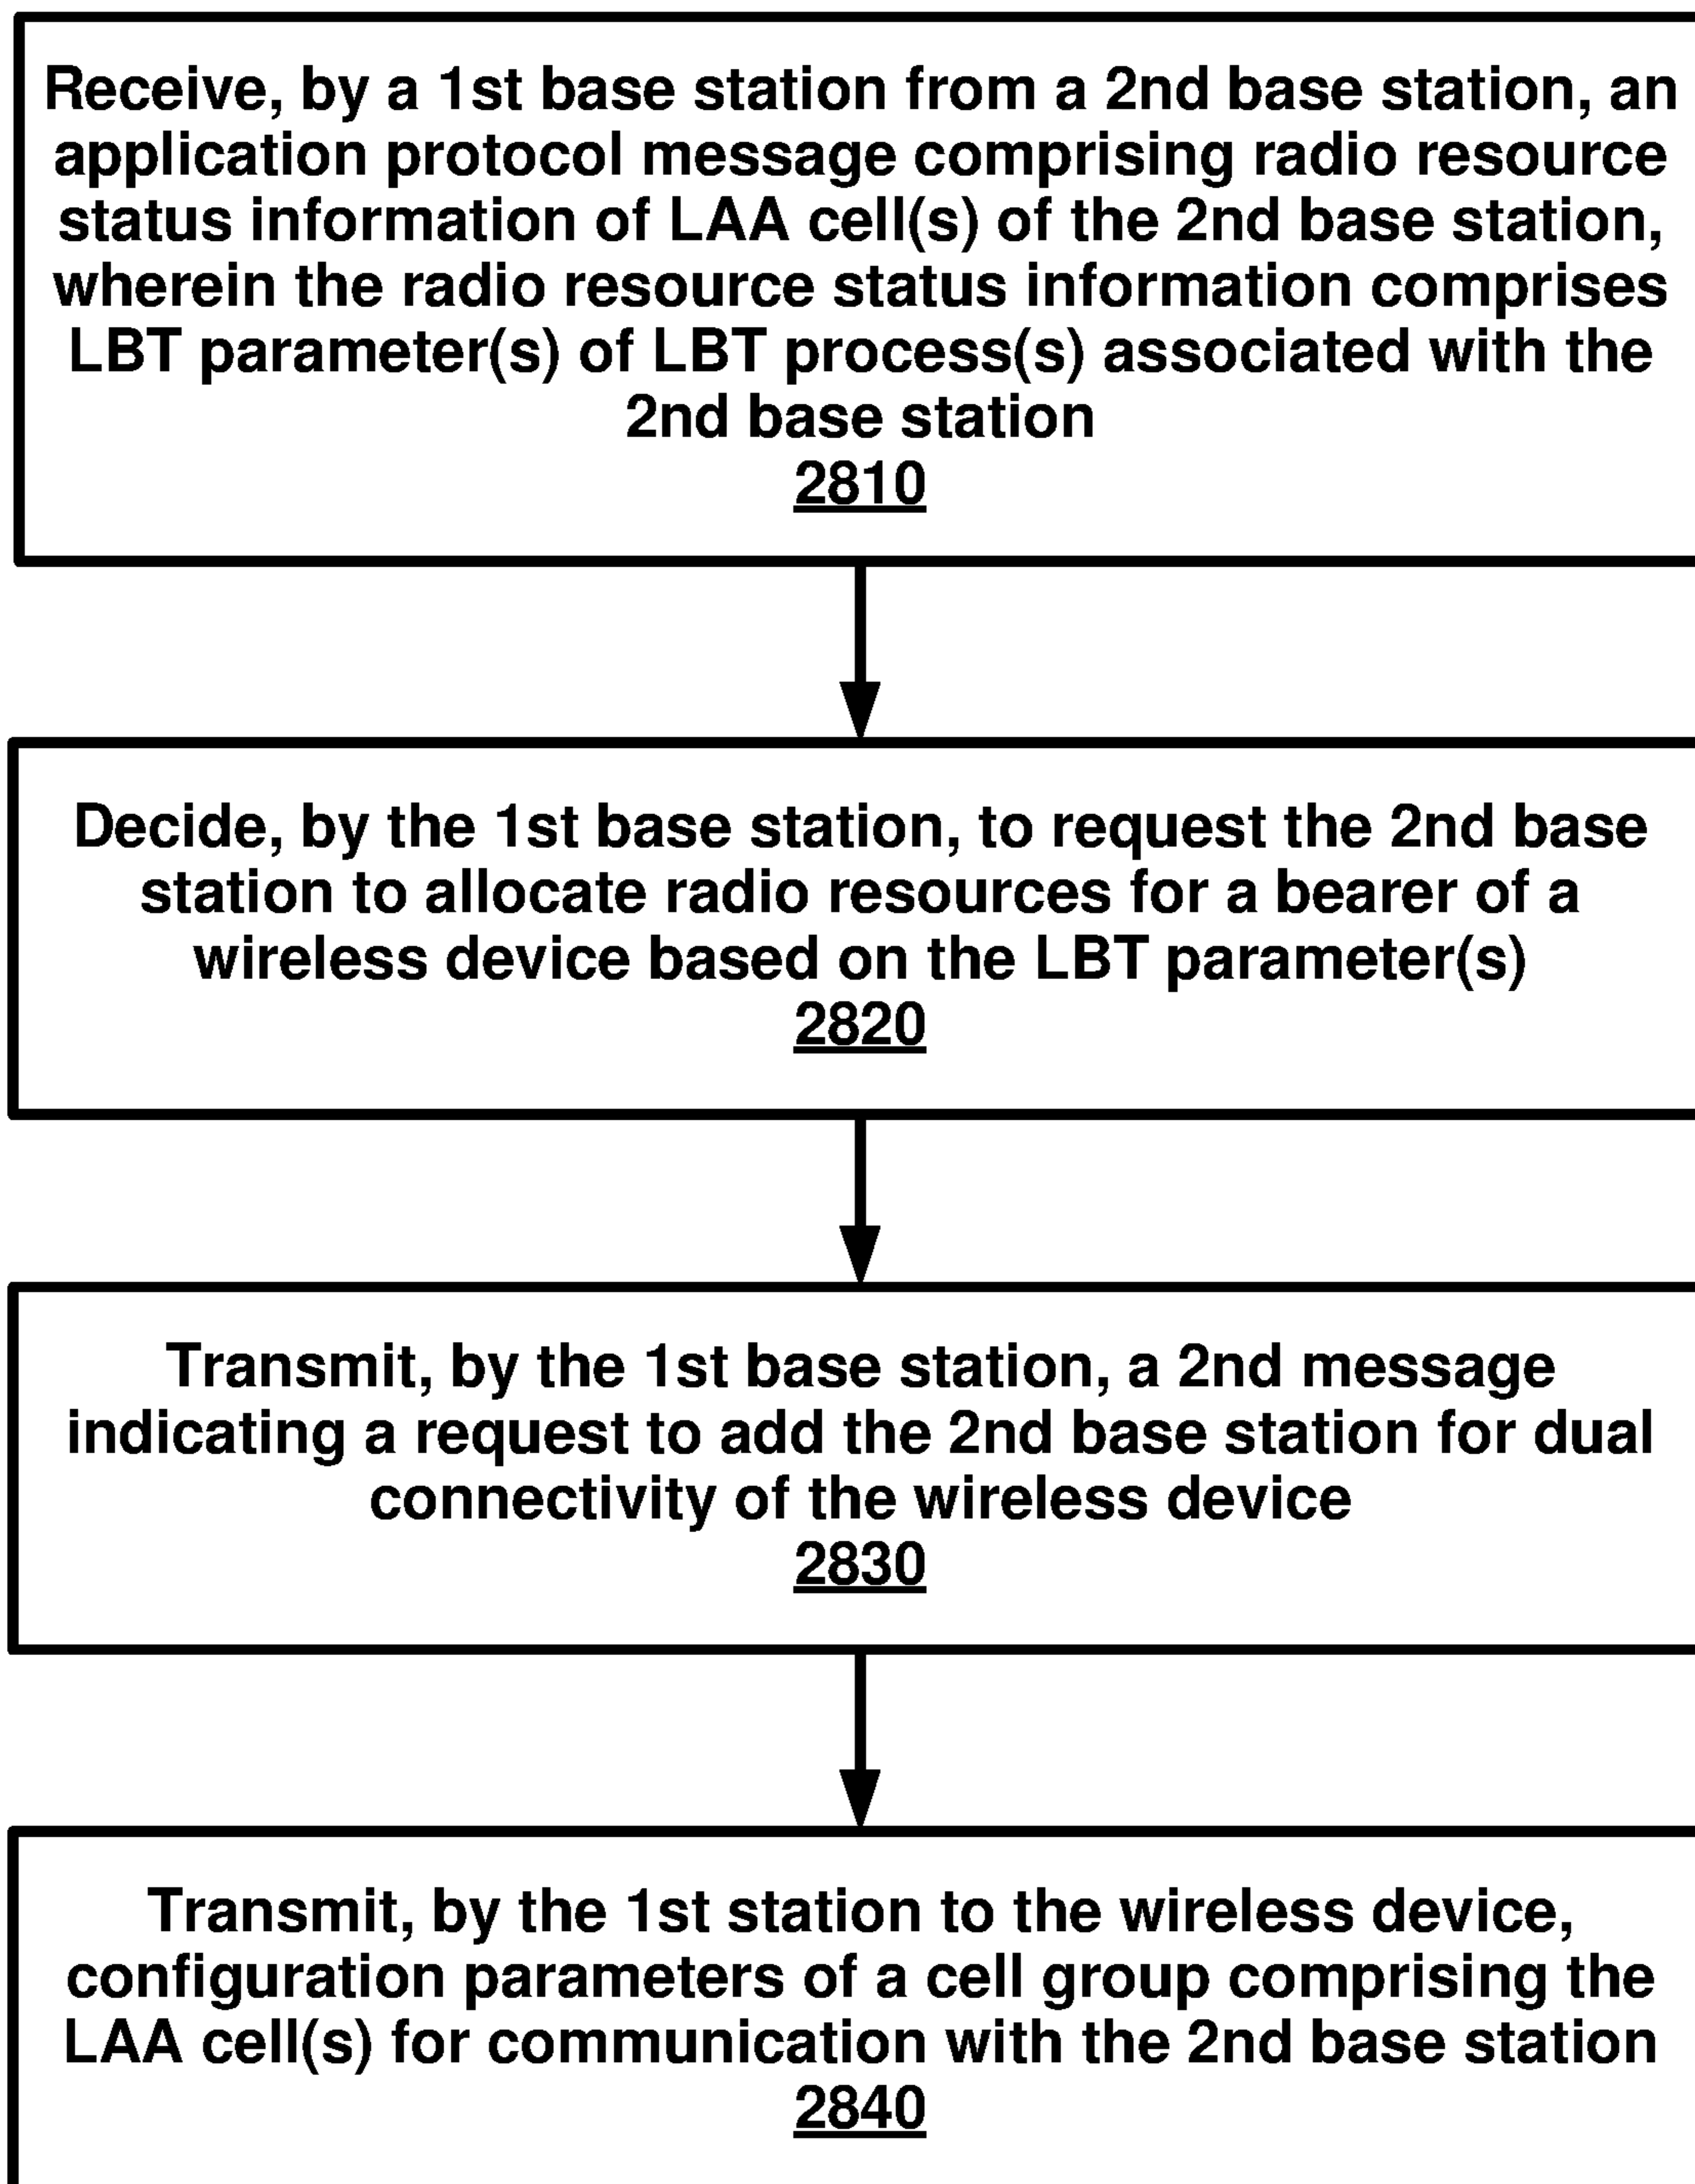 Receive, by a 1st base station from a 2nd base station, an
application protocol message comprising radio resource
status information of LAA cell(s) of the 2nd base station,
wherein the radio resource status information comprises
LBT parameter(s) of LBT process(s) associated with the
2nd base station
2810
Decide, by the 1st base station, to request the 2nd base
station to allocate radio resources for a bearer of a
wireless device based on the LBT parameter(s)
2820
Transmit, by the 1st base station, a 2nd message
indicating a request to add the 2nd base station for dual
connectivity of the wireless device
2830
Transmit, by the 1st station to the wireless device,
configuration parameters of a cell group comprising the
LAA cell(s) for communication with the 2nd base station
2840